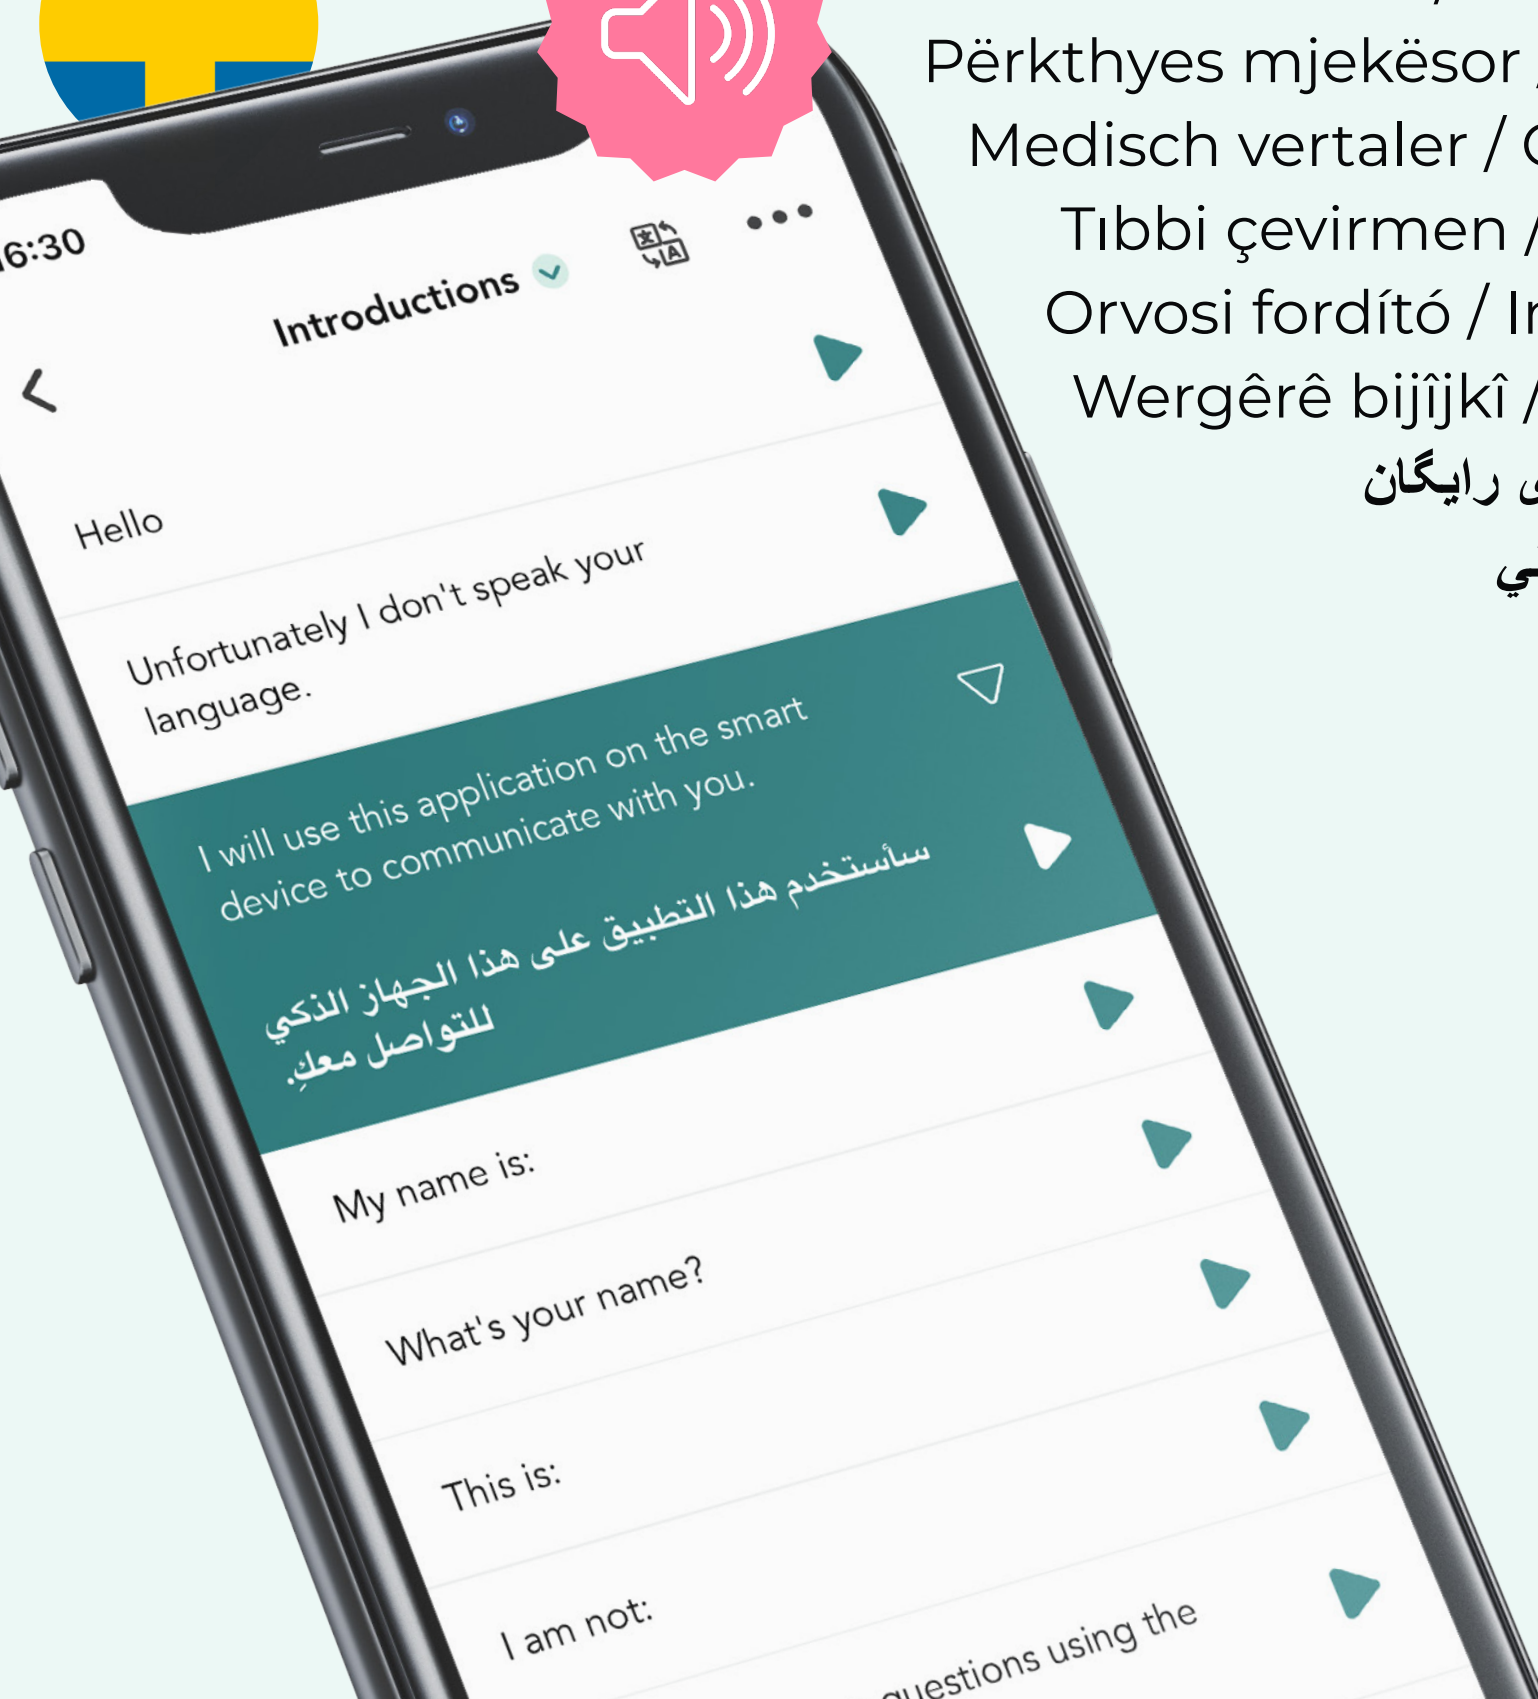 Përkthyes mjekësor /
Medisch vertaler /
Tıbbi çevirmen /
Orvosi fordító /
Wergêrê bijîjkî /
رایگان
16:30
Introductions
Hello
Unfortunately I don't speak your
language.
I will use this application on the smart
device to communicate with you.
سأستخدم هذا التطبيق على هذا الجهاز الذكي
للتواصل معكِ.
My name is:
What's your name?
This is:
I am not:
questions using the